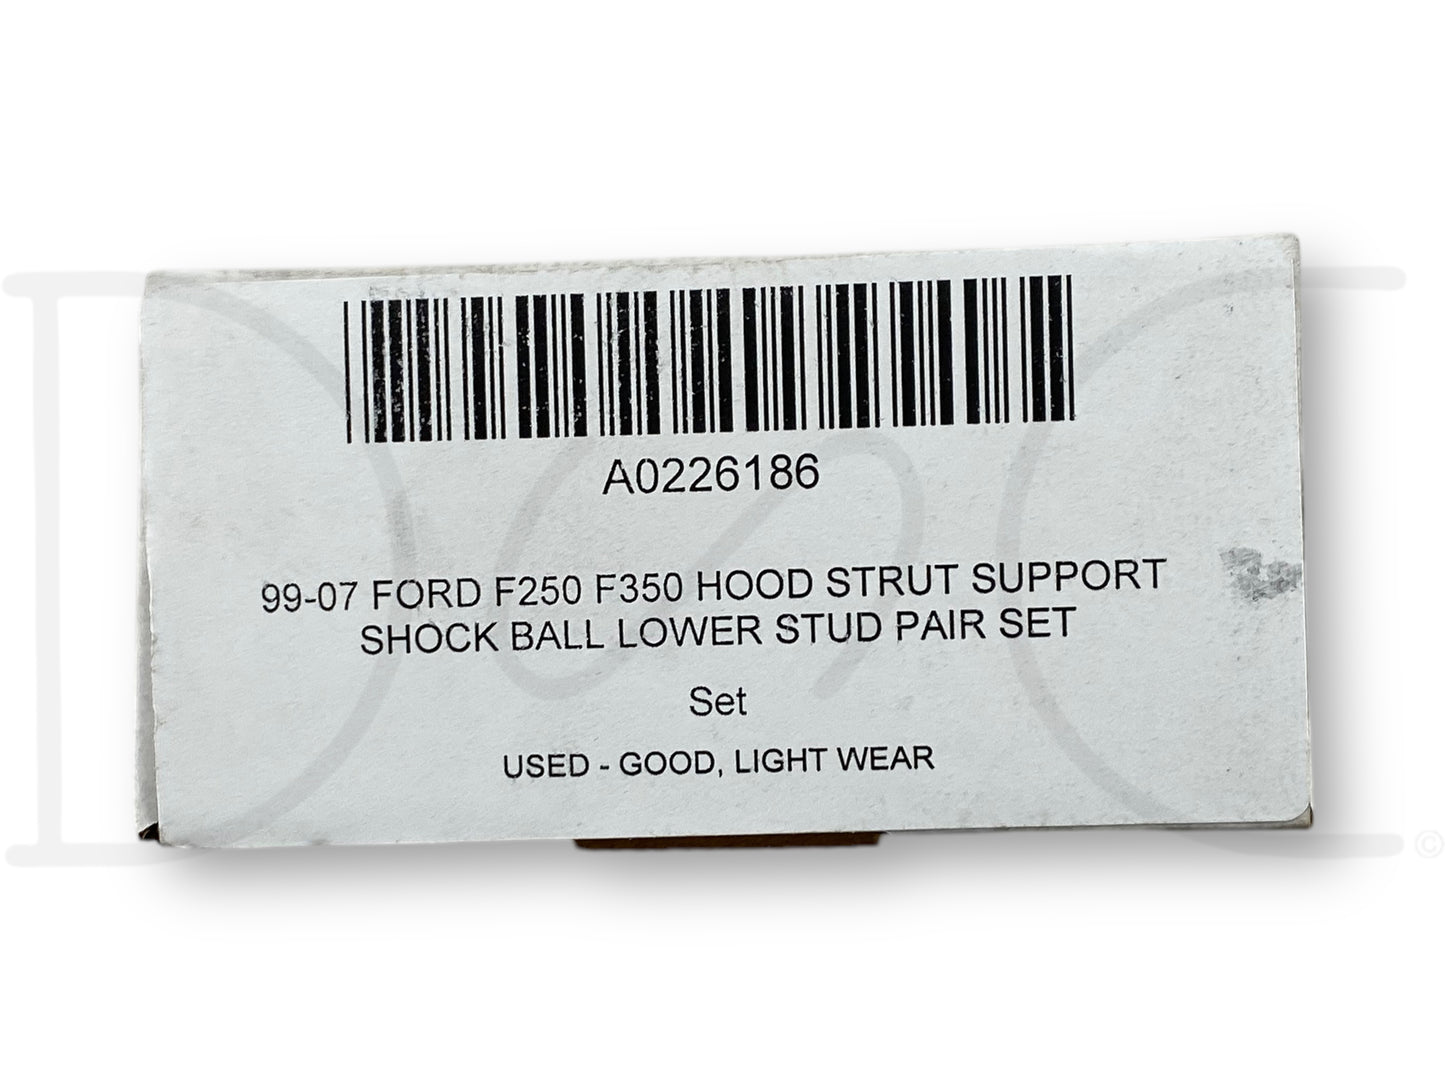 A0226186
99-07 FORD F250 F350 HOOD STRUT SUPPORT
SHOCK BALL LOWER STUD PAIR SET
Set
USED - GOOD, LIGHT WEAR
©